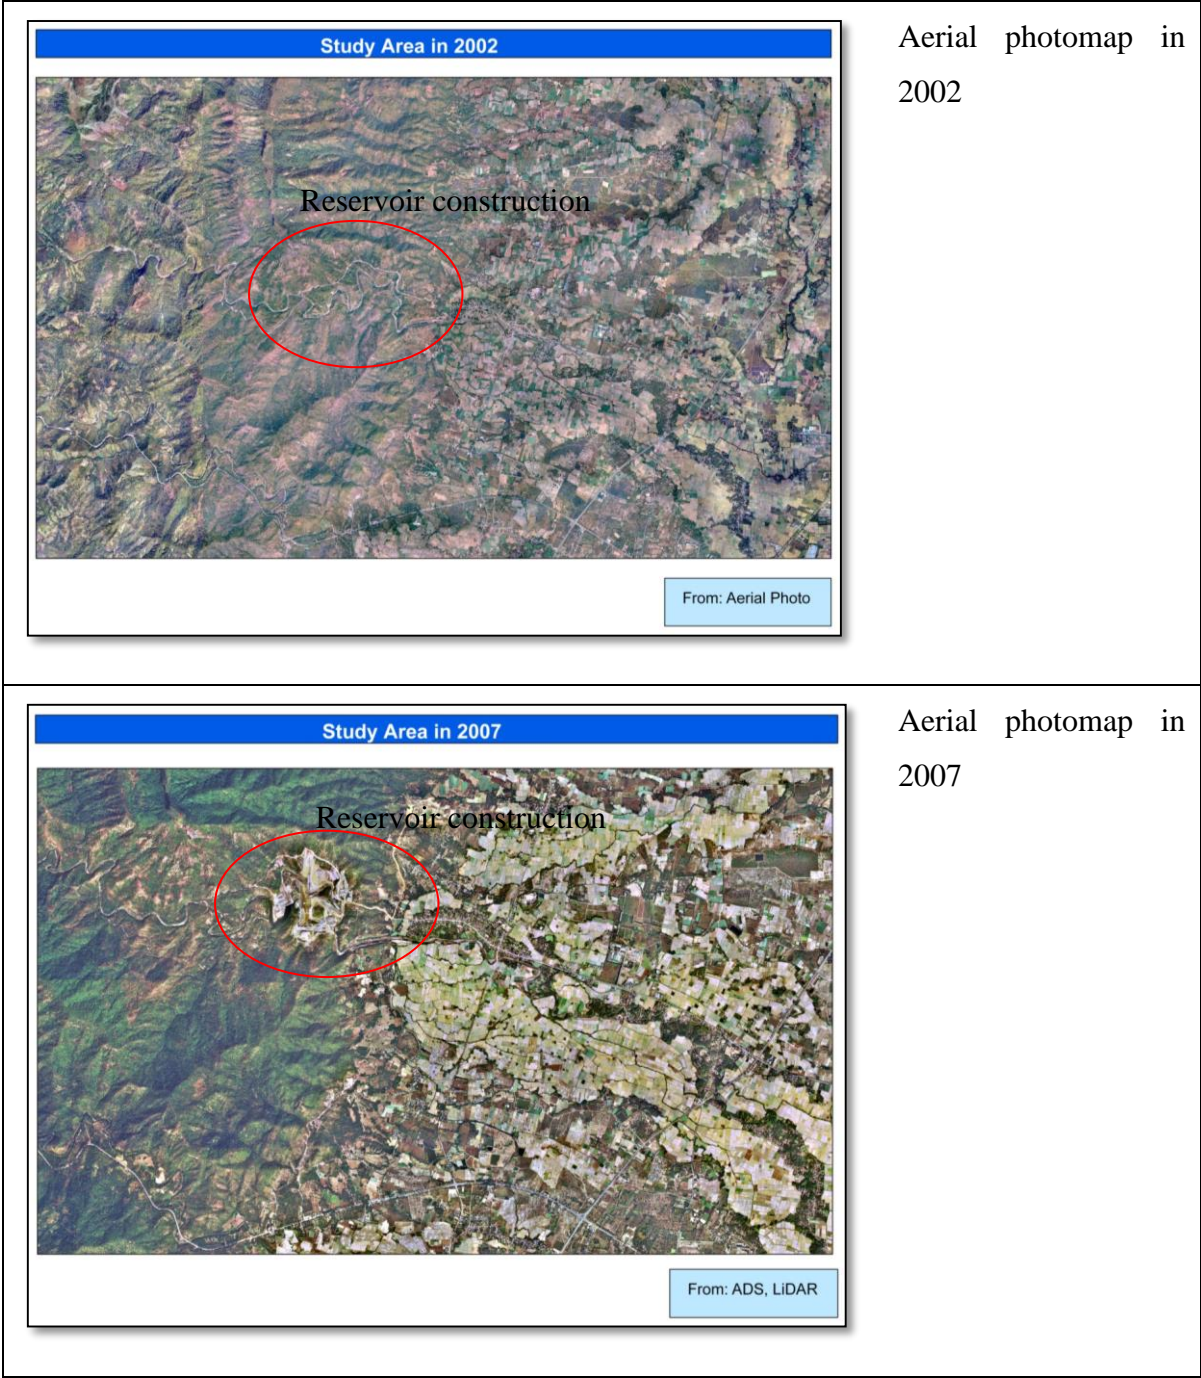 Study Area in 2002
Reservoir construction
From: Aerial Photo
Aerial photomap in
2002
Study Area in 2007
Reservoir construction
From: ADS, LiDAR
Aerial photomap in
2007